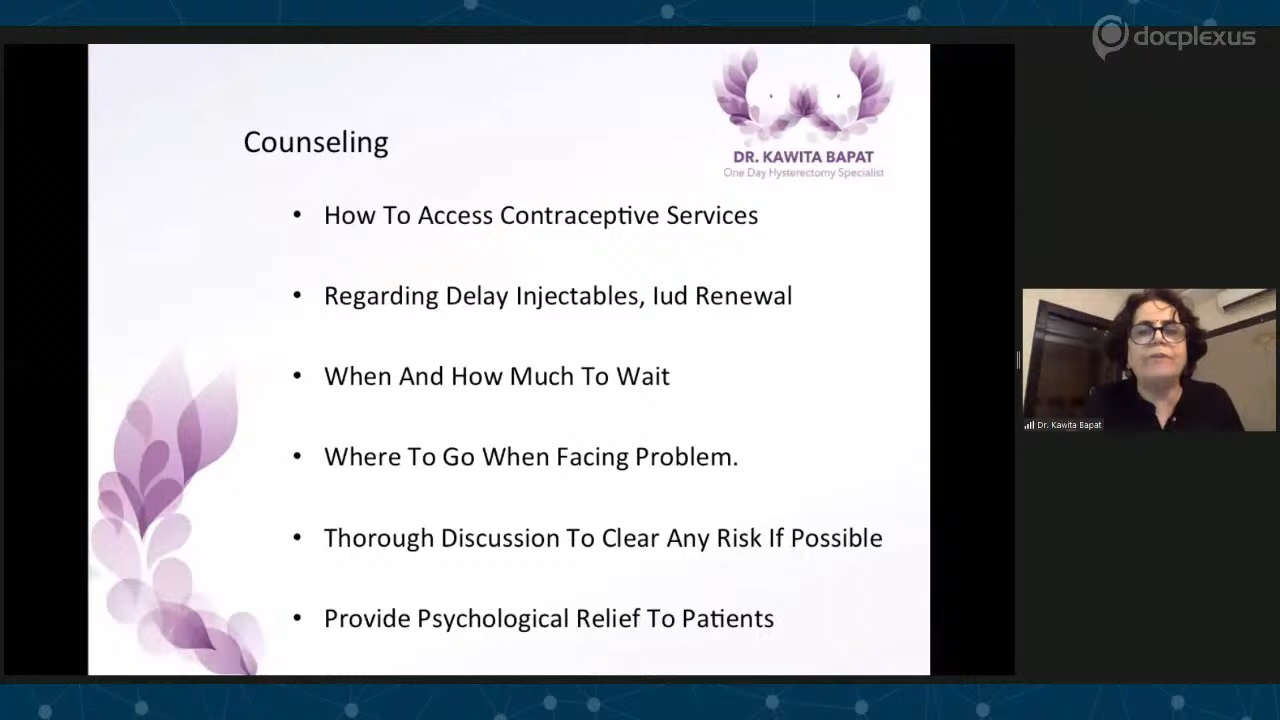 docplexus
DR. KAWITA BAPAT
One Day Hysterectomy Specialist
Counseling
• How To Access Contraceptive Services
• Regarding Delay Injectables, Iud Renewal
• When And How Much To Wait
• Where To Go When Facing Problem.
• Thorough Discussion To Clear Any Risk If Possible
• Provide Psychological Relief To Patients
Dr. Kawita Bapat